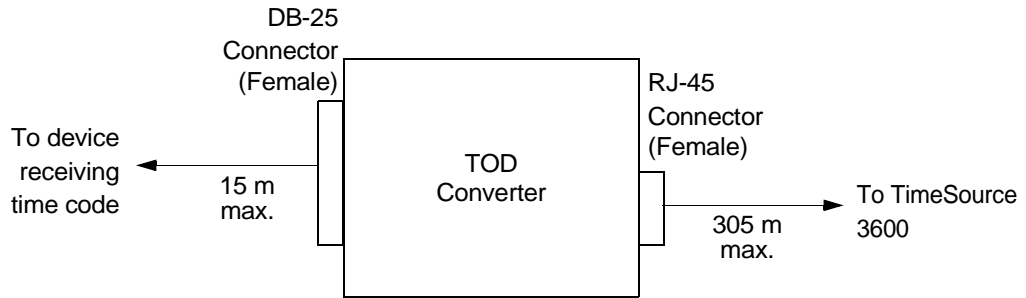 DB-25
Connector
(Female)
RJ-45
Connector
(Female)
To device
receiving
time code
15 m
max.
TOD
Converter
305 m
max.
To TimeSource
3600